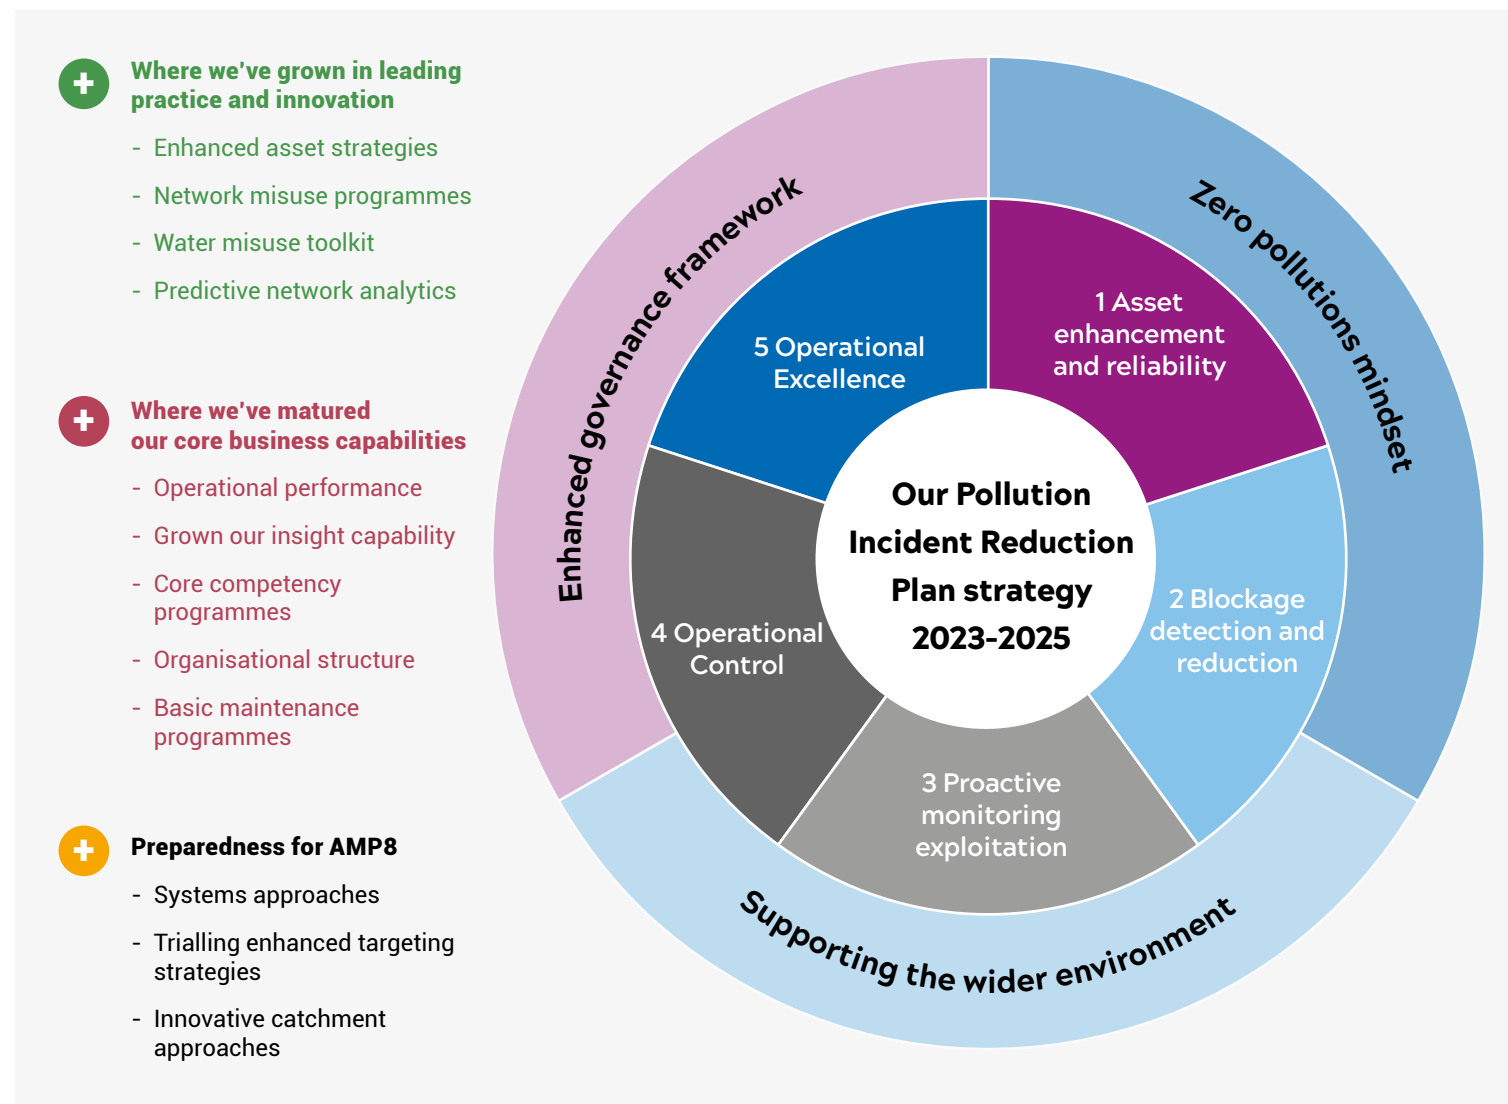 Where we've grown in leading
practice and innovation
- Enhanced asset strategies
- Network misuse programmes
- Water misuse toolkit
- Predictive network analytics
Where we've matured
our core business capabilities
- Operational performance
- Grown our insight capability
- Core competency
programmes
- Organisational structure
- Basic maintenance
programmes
Preparedness for AMP8
- Systems approaches
- Trialling enhanced targeting
strategies
- Innovative catchment
approaches
Enhanced governance framework
Zero pollutions mindset
Supporting the wider environment
Our Pollution
Incident Reduction
Plan strategy
2023-2025
1 Asset
enhancement
and reliability
2 Blockage
detection and
reduction
3 Proactive
monitoring
exploitation
4 Operational
Control
5 Operational
Excellence